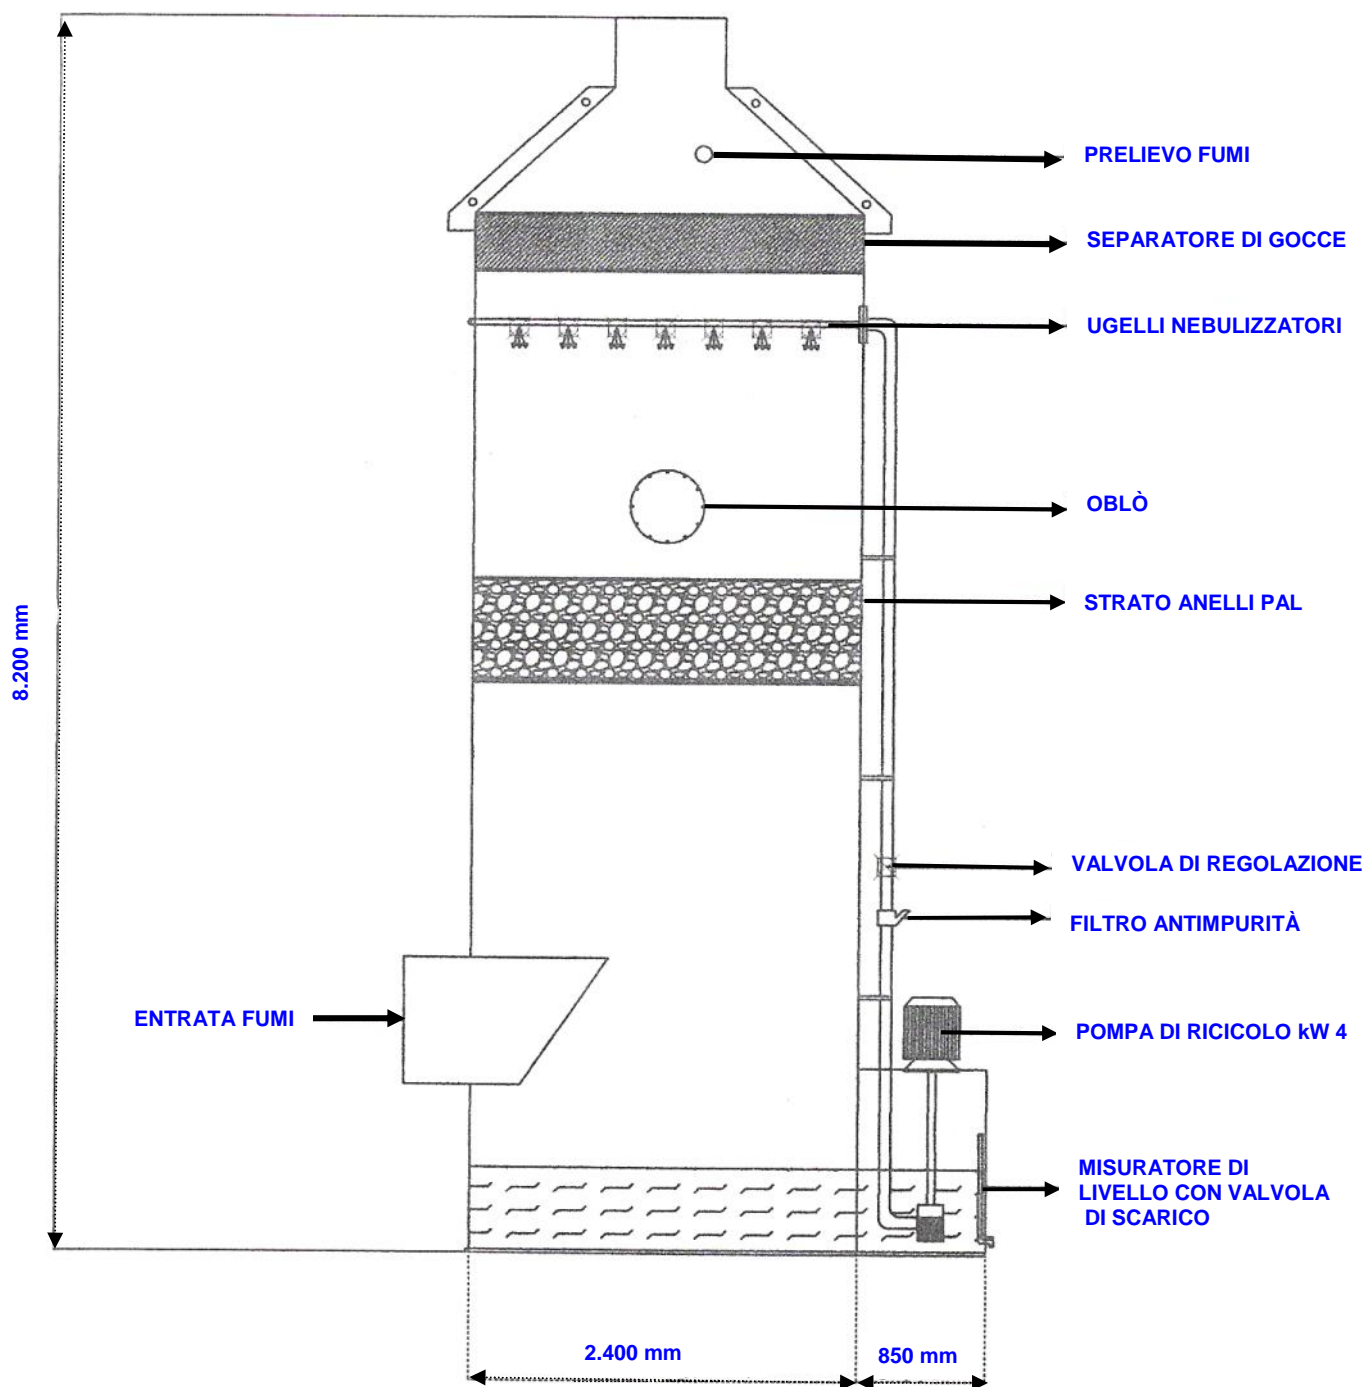 PRELIEVO FUMI
SEPARATORE DI GOCCE
UGELLI NEBULIZZATORI
OBLÒ
STRATO ANELLI PAL
8.200 mm
VALVOLA DI REGOLAZIONE
FILTRO ANTIMPURITÀ
ENTRATA FUMI
POMPA DI RICICOLO kW 4
MISURATORE DI
LIVELLO CON VALVOLA
DI SCARICO
2.400 mm
850 mm